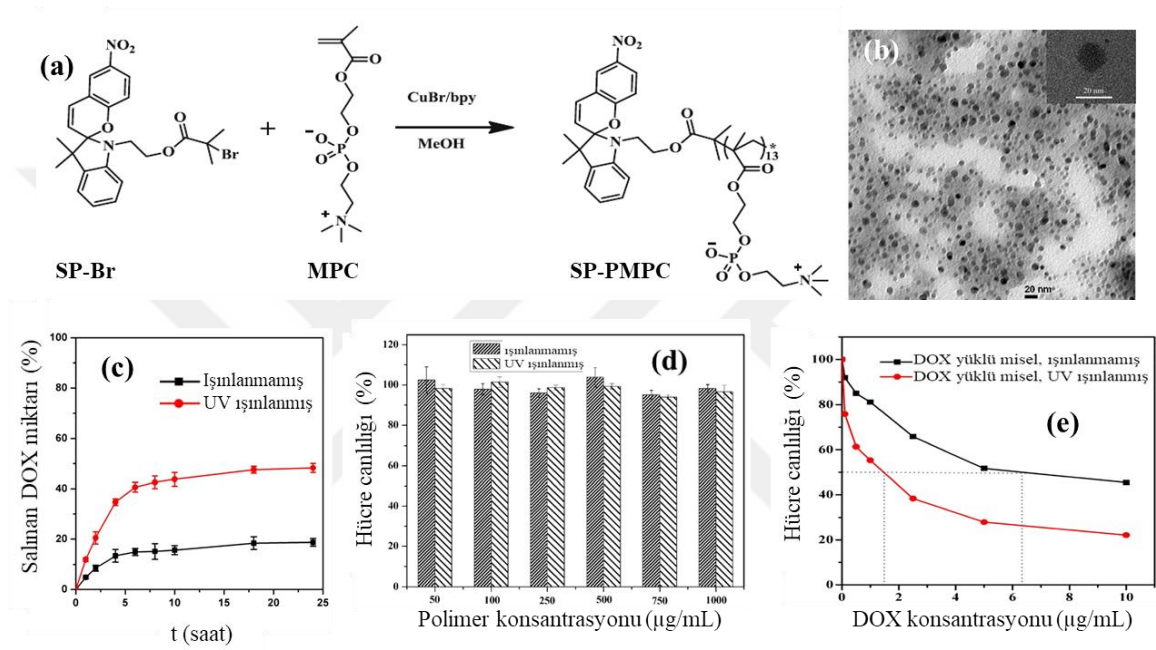 (a)
NO₂
O
N
O
O
Br
+
O
O
O
⁻O
P
O
O
+
N
CuBr/bpy
MeOH
NO₂
O
N
O
O
*
13
O
O
O
⁻O
P
O
O
+
N
SP-Br
MPC
SP-PMPC
(b)
20 nm
20 nm
(c)
Salınan DOX miktarı (%)
100
80
60
40
20
0
Işınlanmamış
UV ışınlanmış
0 5 10 15 20 25
t (saat)
(d)
Hücre canlılığı (%)
120
100
80
60
40
20
0
ışınlanmamış
UV ışınlanmış
50 100 250 500 750 1000
Polimer konsantrasyonu (µg/mL)
(e)
Hücre canlılığı (%)
100
80
60
40
20
0
DOX yüklü misel, ışınlanmamış
DOX yüklü misel, UV ışınlanmış
0 2 4 6 8 10
DOX konsantrasyonu (µg/mL)